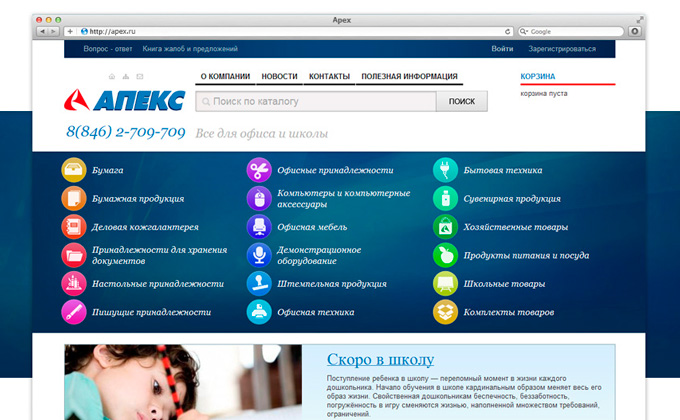 Apex
http://apex.ru
Google
Вопрос - ответ Книга жалоб и предложений Войти Зарегистрироваться
О КОМПАНИИ НОВОСТИ КОНТАКТЫ ПОЛЕЗНАЯ ИНФОРМАЦИЯ КОРЗИНА
АПЕКС Поиск по каталогу ПОИСК корзина пуста
8(846) 2-709-709 Все для офиса и школы
Бумага
Бумажная продукция
Деловая кожгалантерея
Принадлежности для хранения
документов
Настольные принадлежности
Пишущие принадлежности
Офисные принадлежности
Компьютеры и компьютерные
аксессуары
Офисная мебель
Демонстрационное
оборудование
Штемпельная продукция
Офисная техника
Бытовая техника
Сувенирная продукция
Хозяйственные товары
Продукты питания и посуда
Школьные товары
Комплекты товаров
Скоро в школу
Поступление ребенка в школу — переломный момент в жизни каждого
дошкольника. Начало обучения в школе кардинальным образом меняет весь его
образ жизни. Свойственная дошкольникам беспечность, беззаботность,
погружённость в игру сменяются жизнью, наполненной множеством требований,
ограничений.